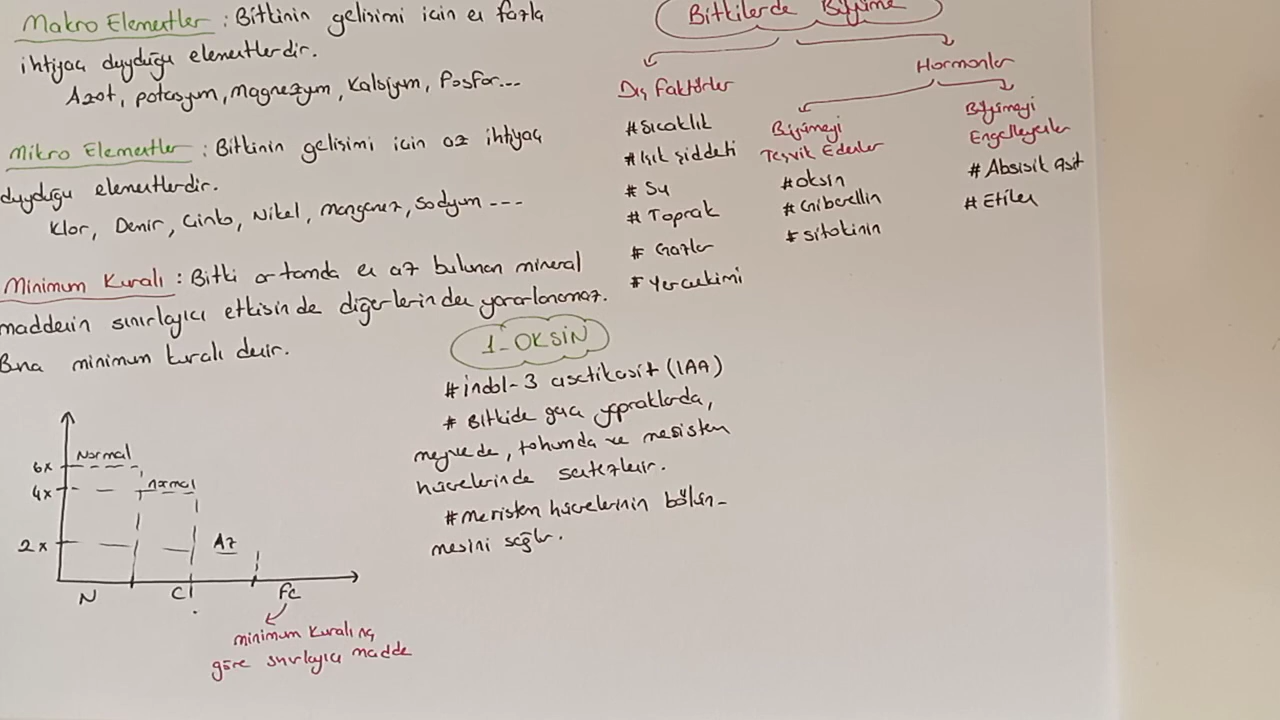 Makro Elementler : Bitkinin gelişimi için en fazla
ihtiyaç duyduğu elementlerdir.
Azot, potasyum, magnezyum, Kalsiyum, fosfor...
Mikro Elementler : Bitkinin gelişimi için az ihtiyaç
duyduğu elementlerdir.
Klor, Demir, Çinko, Nikel, mangenez, Sodyum ---
Minimum Kuralı : Bitki ortamda en az bulunan mineral
maddenin sınırlayıcı etkisinde diğerlerinden yararlanamaz.
Buna minimum kuralı denir.
6x
Normal
4x
normal
2x
Az
N
Cl
Fe
minimum kuralına
göre sınırlayıcı madde
Bitkilerde Büyüme
Dış faktörler
#Sıcaklık
#Işık şiddeti
# Su
# Toprak
# Gazlar
# Yerçekimi
Hormonlar
Büyümeyi
Teşvik Edenler
#oksin
#Giberellin
#sitokinin
Büyümeyi
Engelleyenler
# Absisik Asit
# Etilen
1-OKSİN
#indol-3 asetikasit (IAA)
# Bitkide genç yapraklarda,
meyvede, tohumda ve meristem
hücrelerinde sentezlenir.
#meristem hücrelerinin bölün-
mesini sağlar.